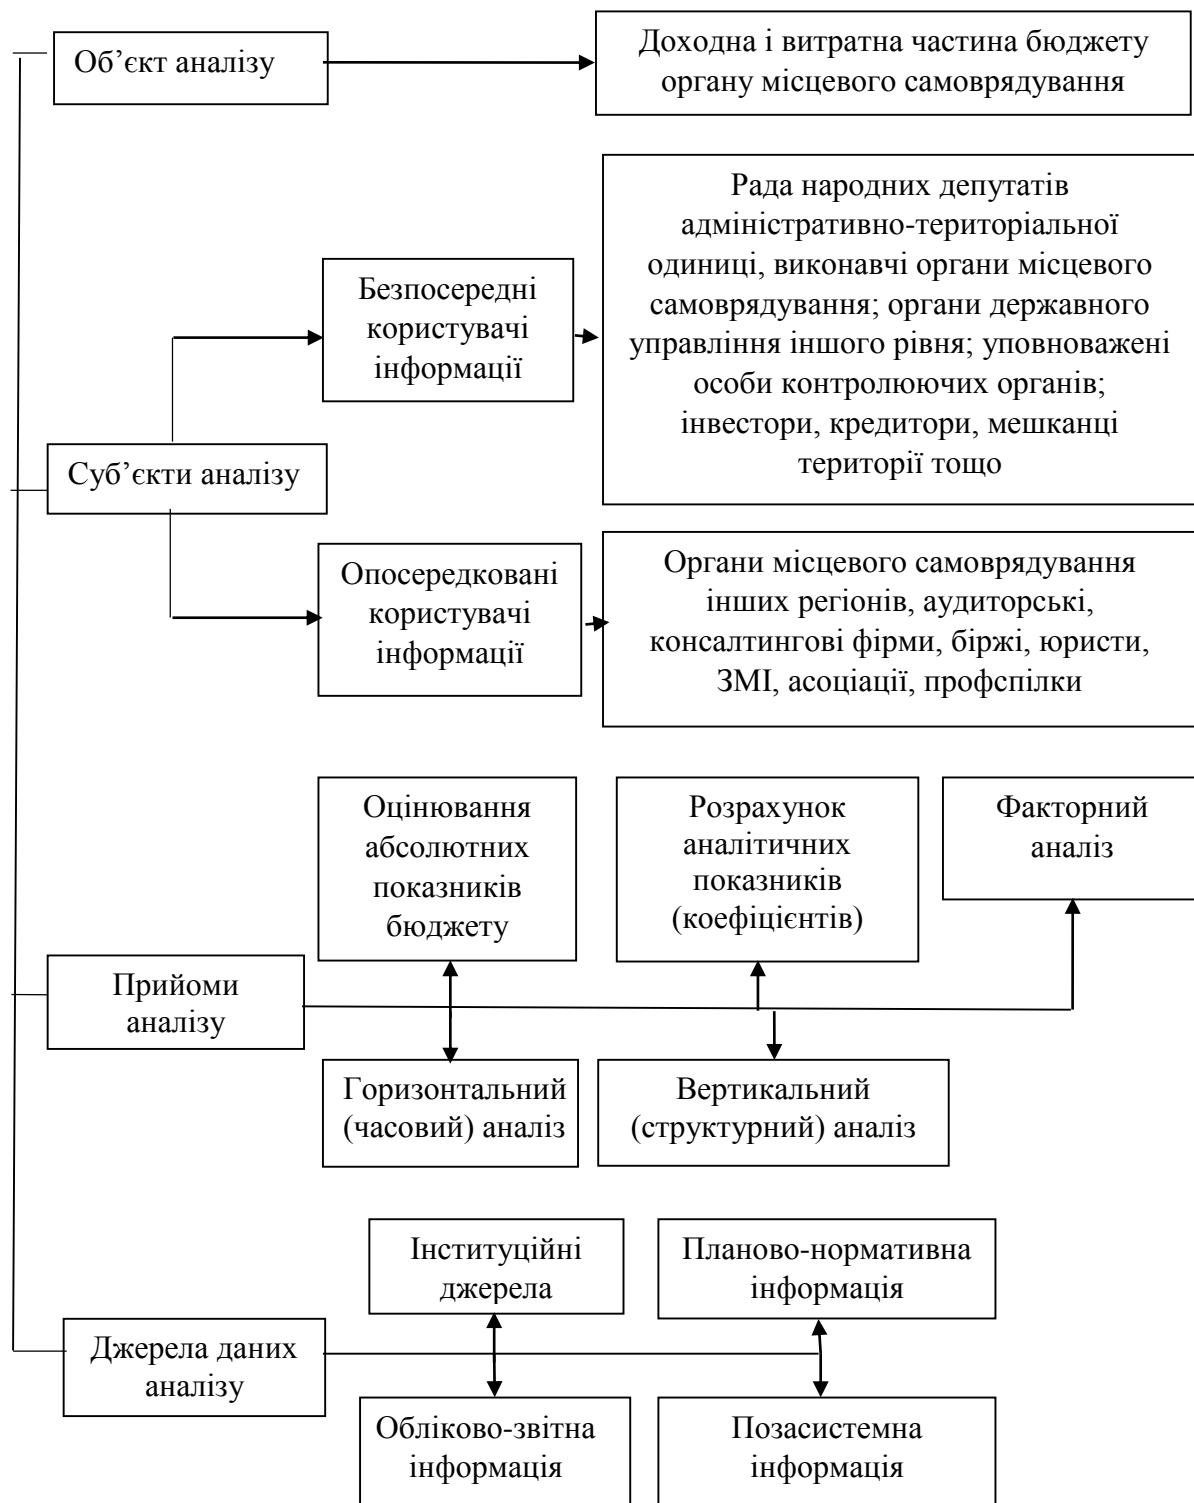 Об’єкт аналізу
Доходна і витратна частина бюджету
органу місцевого самоврядування
Рада народних депутатів
адміністративно-територіальної
одиниці, виконавчі органи місцевого
самоврядування; органи державного
управління іншого рівня; уповноважені
особи контролюючих органів;
інвестори, кредитори, мешканці
території тощо
Безпосередні
користувачі
інформації
Суб’єкти аналізу
Опосередковані
користувачі
інформації
Органи місцевого самоврядування
інших регіонів, аудиторські,
консалтингові фірми, біржі, юристи,
ЗМІ, асоціації, профспілки
Оцінювання
абсолютних
показників
бюджету
Розрахунок
аналітичних
показників
(коефіцієнтів)
Факторний
аналіз
Прийоми
аналізу
Горизонтальний
(часовий) аналіз
Вертикальний
(структурний) аналіз
Інституційні
джерела
Планово-нормативна
інформація
Джерела даних
аналізу
Обліково-звітна
інформація
Позасистемна
інформація